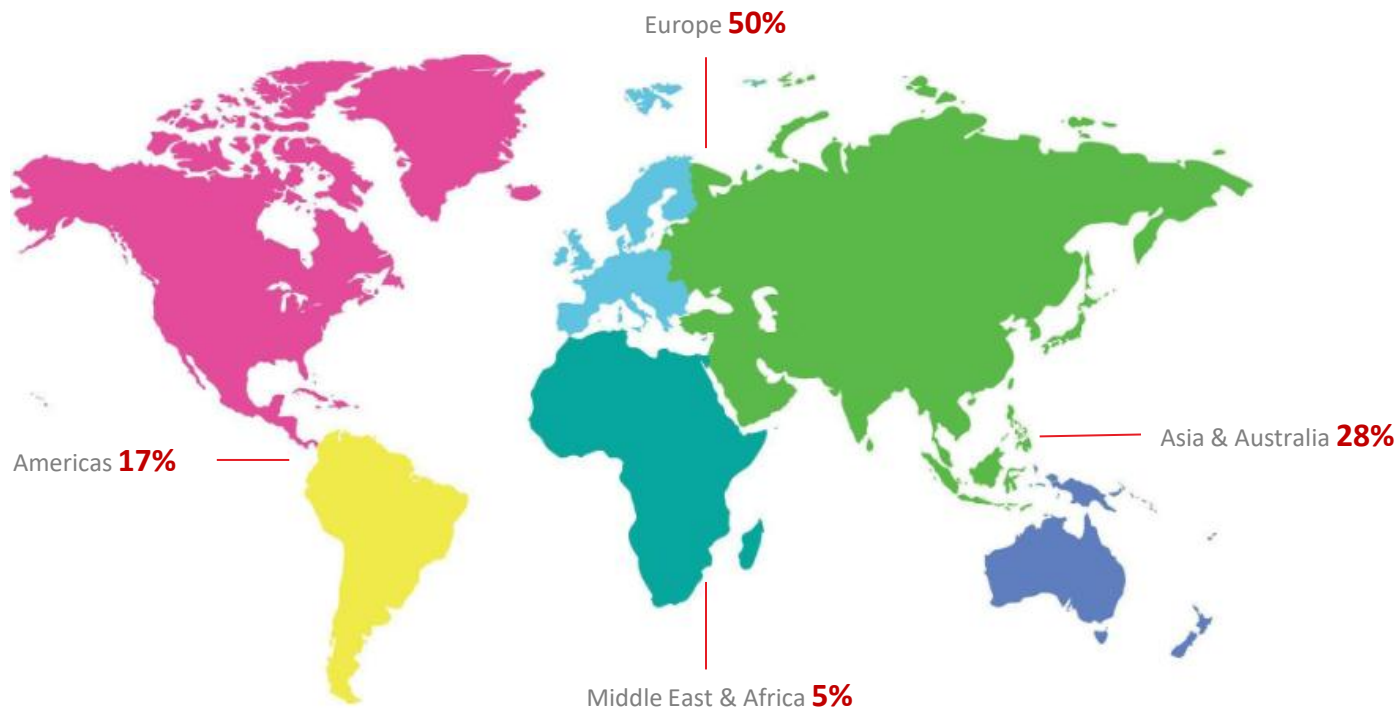 Europe 50%
Americas 17%
Asia & Australia 28%
Middle East & Africa 5%